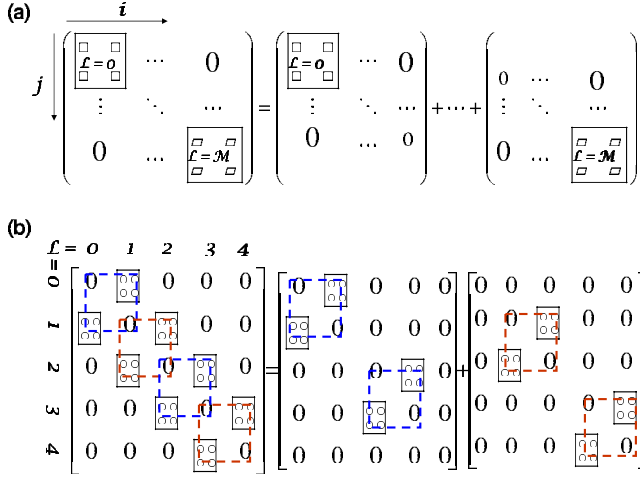 (a) i
j
ℒ = 0 ⋯ 0 ℒ = 0 ⋯ 0 0 ⋯ 0
⋮ ⋱ ⋯ = ⋮ ⋱ ⋯ + ⋯ + ⋮ ⋱ ⋯
0 ... ℒ = ℳ 0 ... 0 0 ... ℒ = ℳ
(b)
ℒ = 0 1 2 3 4
ℒ = 0 0 0 0 0 0 0 0 0 0 0 0 0 0
1 0 0 0 0 0 0 0 0 0 0 0
2 0 0 0 = 0 0 0 0 + 0 0 0 0
3 0 0 0 0 0 0 0 0 0 0 0
4 0 0 0 0 0 0 0 0 0 0 0 0 0